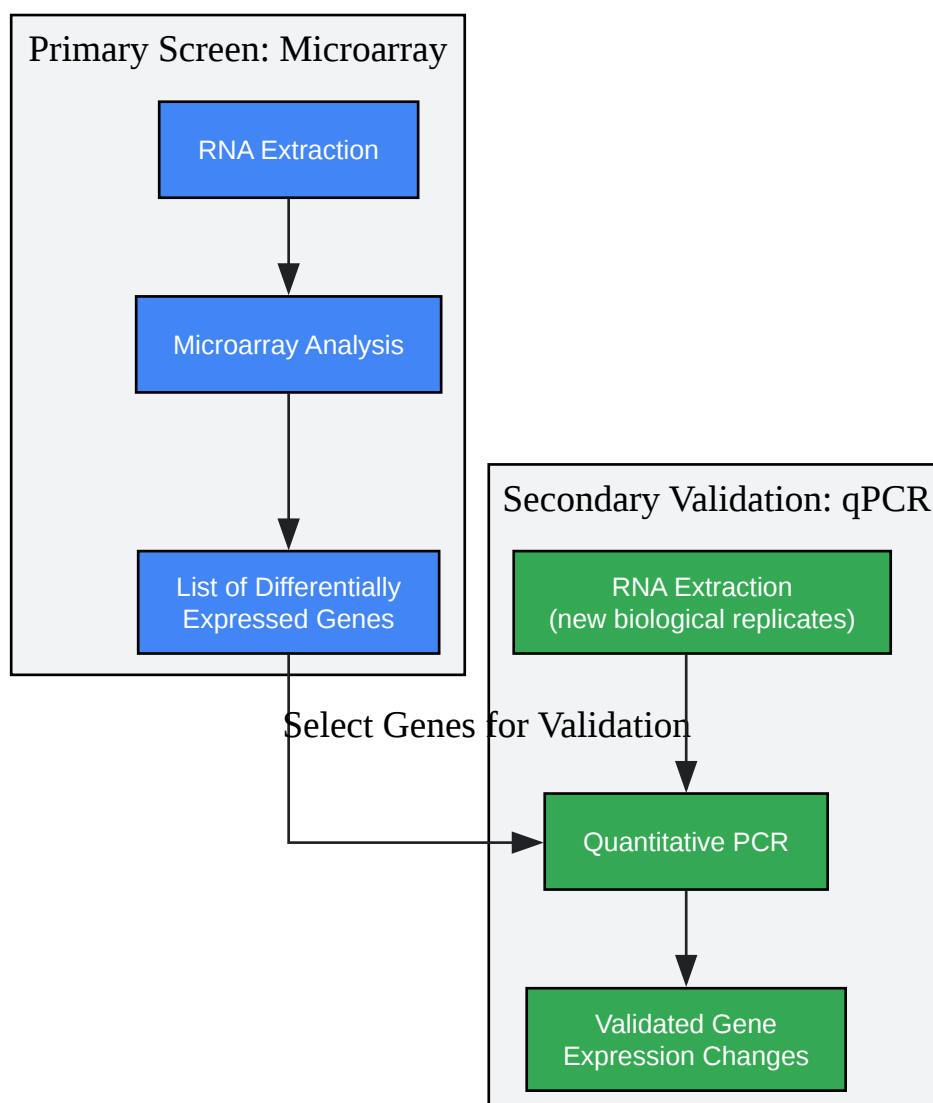 Primary Screen: Microarray
RNA Extraction
Microarray Analysis
List of Differentially
Expressed Genes
Select Genes for Validation
Secondary Validation: qPCR
RNA Extraction
(new biological replicates)
Quantitative PCR
Validated Gene
Expression Changes